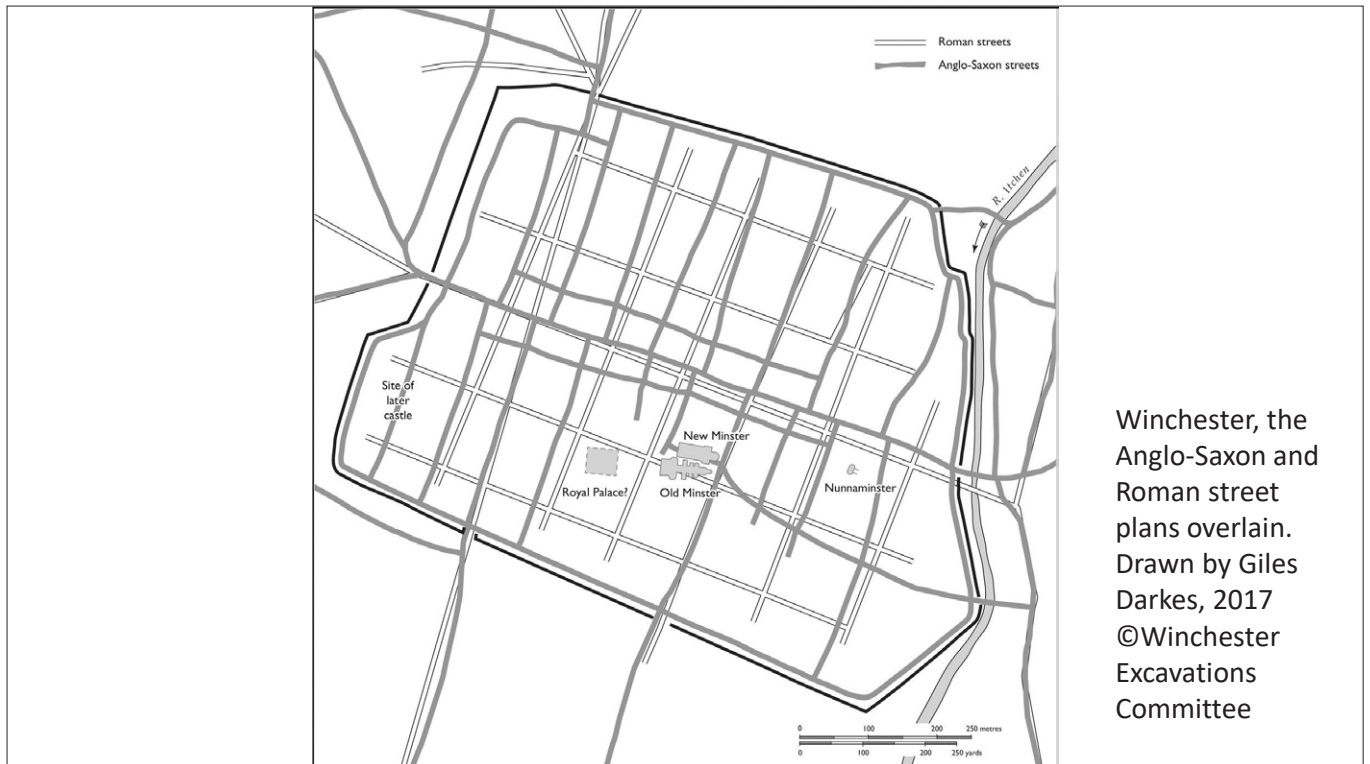 Roman streets
Anglo-Saxon streets
R. Itchen
Site of
later
castle
New Minster
Royal Palace?
Old Minster
Nunnaminster
0 100 200 250 metres
0 100 200 250 yards
Winchester, the
Anglo-Saxon and
Roman street
plans overlain.
Drawn by Giles
Darkes, 2017
©Winchester
Excavations
Committee